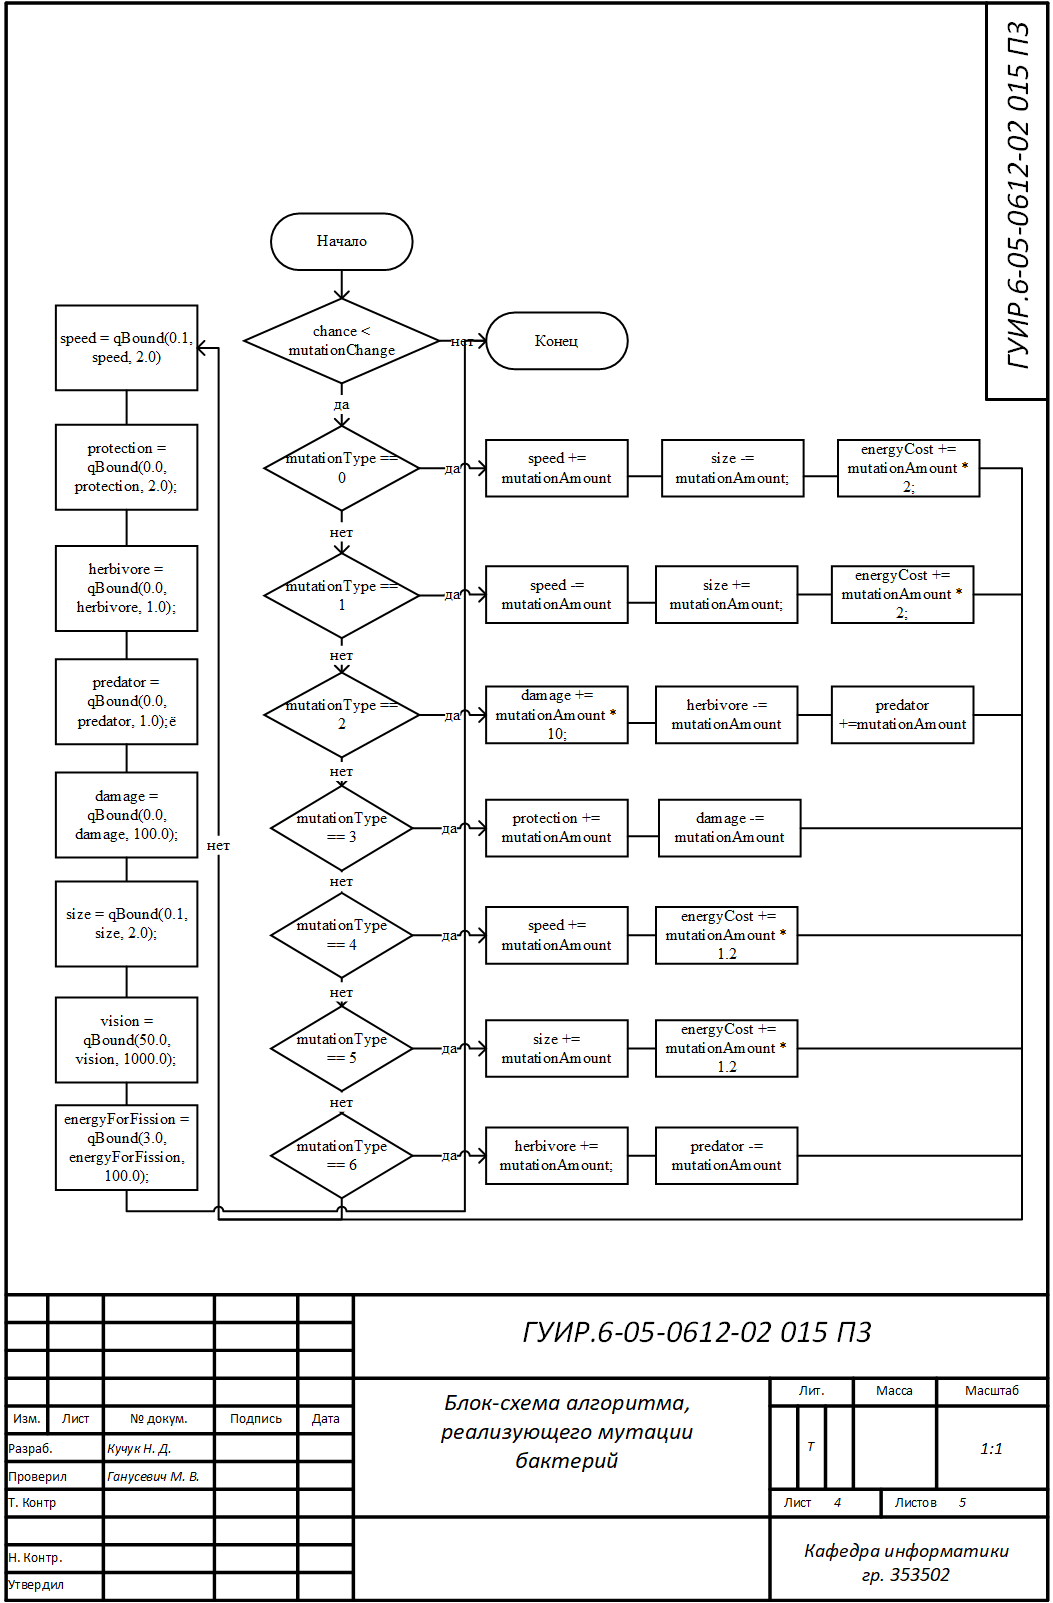 ГУИР.6-05-0612-02 015 ПЗ
Начало
chance <
mutationChange
нет
Конец
да
mutationType ==
0
да
speed +=
mutationAmount
size -=
mutationAmount;
energyCost +=
mutationAmount *
2;
нет
mutationType ==
1
да
speed -=
mutationAmount
size +=
mutationAmount;
energyCost +=
mutationAmount *
2;
нет
mutationType ==
2
да
damage +=
mutationAmount *
10;
herbivore -=
mutationAmount
predator
+=mutationAmount
нет
mutationType
== 3
да
protection +=
mutationAmount
damage -=
mutationAmount
нет
mutationType
== 4
да
speed +=
mutationAmount
energyCost +=
mutationAmount *
1.2
нет
mutationType
== 5
да
size +=
mutationAmount
energyCost +=
mutationAmount *
1.2
нет
mutationType
== 6
да
herbivore +=
mutationAmount;
predator -=
mutationAmount
нет
speed = qBound(0.1,
speed, 2.0)
protection =
qBound(0.0,
protection, 2.0);
herbivore =
qBound(0.0,
herbivore, 1.0);
predator =
qBound(0.0,
predator, 1.0);ё
damage =
qBound(0.0,
damage, 100.0);
size = qBound(0.1,
size, 2.0);
vision =
qBound(50.0,
vision, 1000.0);
energyForFission =
qBound(3.0,
energyForFission,
100.0);
ГУИР.6-05-0612-02 015 ПЗ
Изм. Лист № докум. Подпись Дата
Разраб. Кучук Н. Д.
Проверил Ганусевич М. В.
Т. Контр
Н. Контр.
Утвердил
Блок-схема алгоритма,
реализующего мутации
бактерий
Лит. Масса Масштаб
Т 1:1
Лист 4 Листов 5
Кафедра информатики
гр. 353502